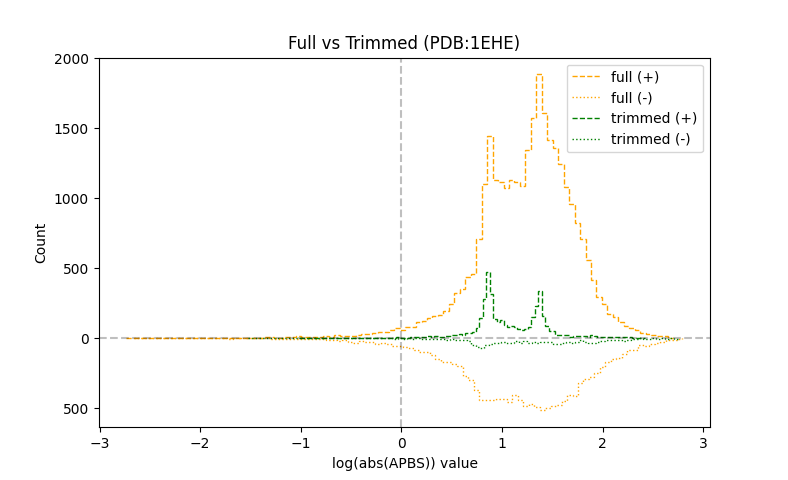 Full vs Trimmed (PDB:1EHE)
full (+)
full (-)
trimmed (+)
trimmed (-)
Count
2000
1500
1000
500
0
500
−3 −2 −1 0 1 2 3
log(abs(APBS)) value